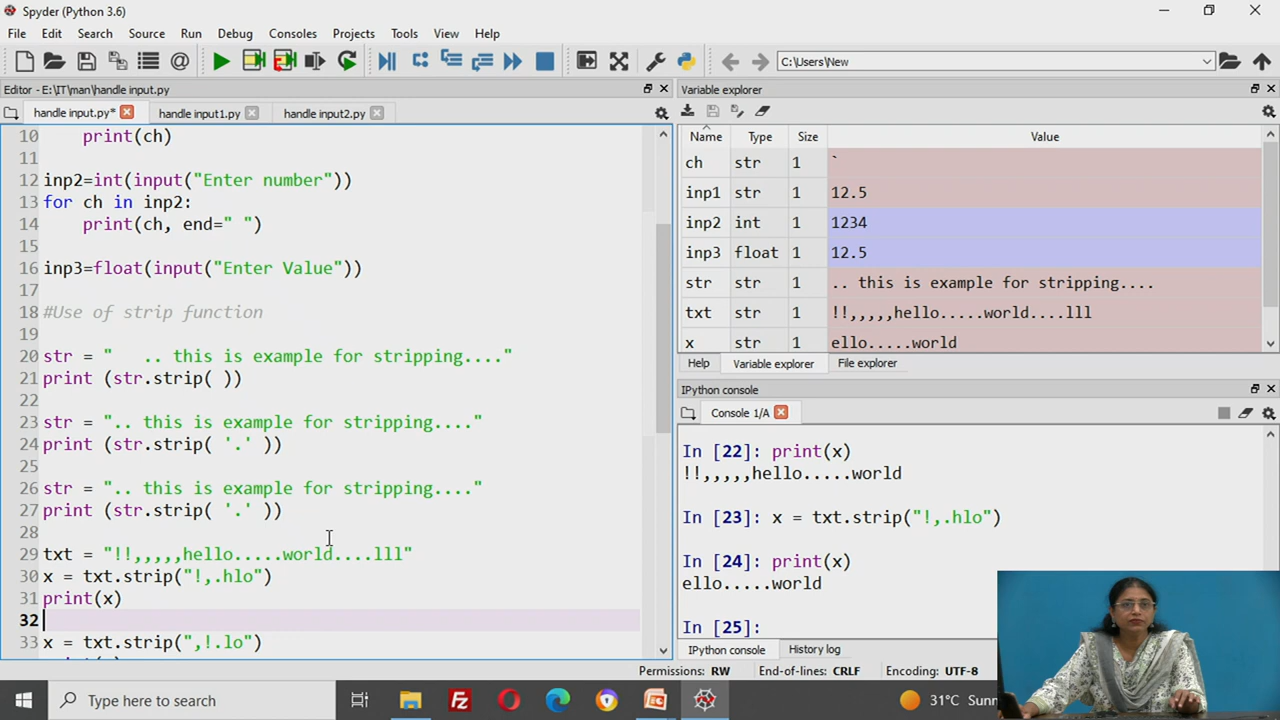 Spyder (Python 3.6)
File Edit Search Source Run Debug Consoles Projects Tools View Help
C:\Users\New
Editor - E:\IT\man\handle input.py
handle input.py* handle input1.py handle input2.py
10 print(ch)
11
12 inp2=int(input("Enter number"))
13 for ch in inp2:
14 print(ch, end=" ")
15
16 inp3=float(input("Enter Value"))
17
18 #Use of strip function
19
20 str = "   .. this is example for stripping...."
21 print (str.strip( ))
22
23 str = ".. this is example for stripping...."
24 print (str.strip( '.' ))
25
26 str = ".. this is example for stripping...."
27 print (str.strip( '.' ))
28
29 txt = "!!,,,,,hello.....world....lll"
30 x = txt.strip("!,.hlo")
31 print(x)
32
33 x = txt.strip(",!.lo")
Variable explorer
Name Type Size Value
ch str 1 `
inp1 str 1 12.5
inp2 int 1 1234
inp3 float 1 12.5
str str 1 .. this is example for stripping....
txt str 1 !!,,,,,hello.....world....lll
x str 1 ello.....world
Help Variable explorer File explorer
IPython console
Console 1/A
In [22]: print(x)
!!,,,,,hello.....world
In [23]: x = txt.strip("!,.hlo")
In [24]: print(x)
ello.....world
In [25]:
IPython console History log
Permissions: RW End-of-lines: CRLF Encoding: UTF-8
Type here to search
31°C Sunn